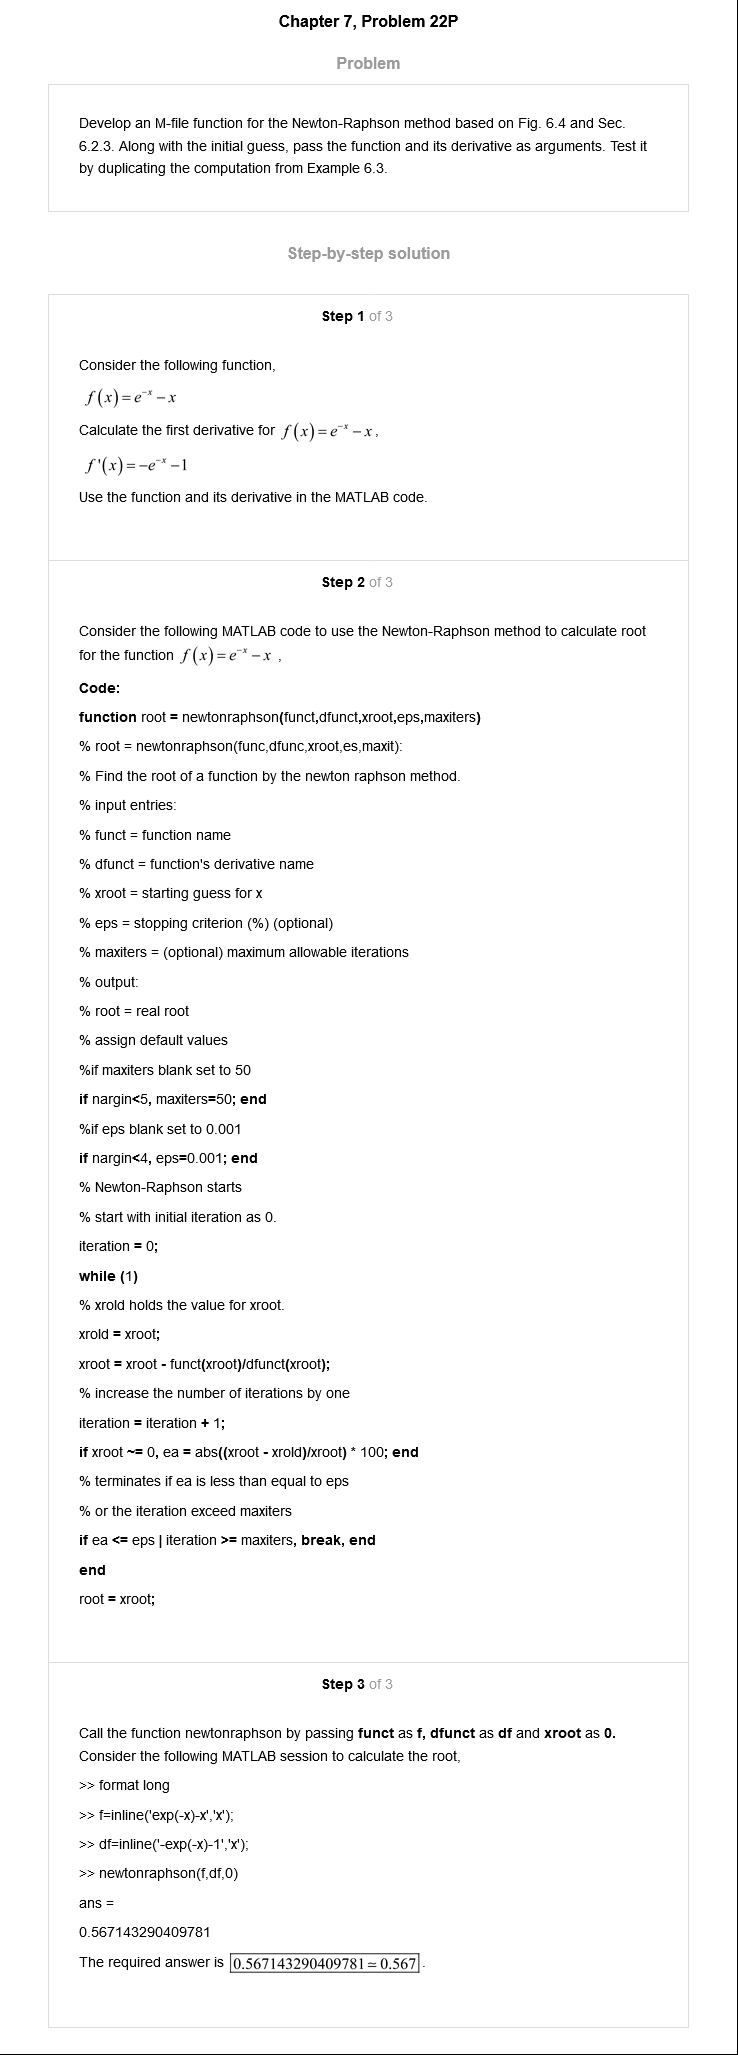 Chapter 7, Problem 22P
Problem
Develop an M-file function for the Newton-Raphson method based on Fig. 6.4 and Sec.
6.2.3. Along with the initial guess, pass the function and its derivative as arguments. Test it
by duplicating the computation from Example 6.3.
Step-by-step solution
Step 1 of 3
Consider the following function,
f(x)=e^{-x}-x
Calculate the first derivative for f(x)=e^{-x}-x,
f'(x)=-e^{-x}-1
Use the function and its derivative in the MATLAB code.
Step 2 of 3
Consider the following MATLAB code to use the Newton-Raphson method to calculate root
for the function f(x)=e^{-x}-x ,
Code:
function root = newtonraphson(funct,dfunct,xroot,eps,maxiters)
% root = newtonraphson(func,dfunc,xroot,es,maxit):
% Find the root of a function by the newton raphson method.
% input entries:
% funct = function name
% dfunct = function's derivative name
% xroot = starting guess for x
% eps = stopping criterion (%) (optional)
% maxiters = (optional) maximum allowable iterations
% output:
% root = real root
% assign default values
%if maxiters blank set to 50
if nargin<5, maxiters=50; end
%if eps blank set to 0.001
if nargin<4, eps=0.001; end
% Newton-Raphson starts
% start with initial iteration as 0.
iteration = 0;
while (1)
% xrold holds the value for xroot.
xrold = xroot;
xroot = xroot - funct(xroot)/dfunct(xroot);
% increase the number of iterations by one
iteration = iteration + 1;
if xroot ~= 0, ea = abs((xroot - xrold)/xroot) * 100; end
% terminates if ea is less than equal to eps
% or the iteration exceed maxiters
if ea <= eps | iteration >= maxiters, break, end
end
root = xroot;
Step 3 of 3
Call the function newtonraphson by passing funct as f, dfunct as df and xroot as 0.
Consider the following MATLAB session to calculate the root,
>> format long
>> f=inline('exp(-x)-x','x');
>> df=inline('-exp(-x)-1','x');
>> newtonraphson(f,df,0)
ans =
0.567143290409781
The required answer is 0.567143290409781≃0.567.